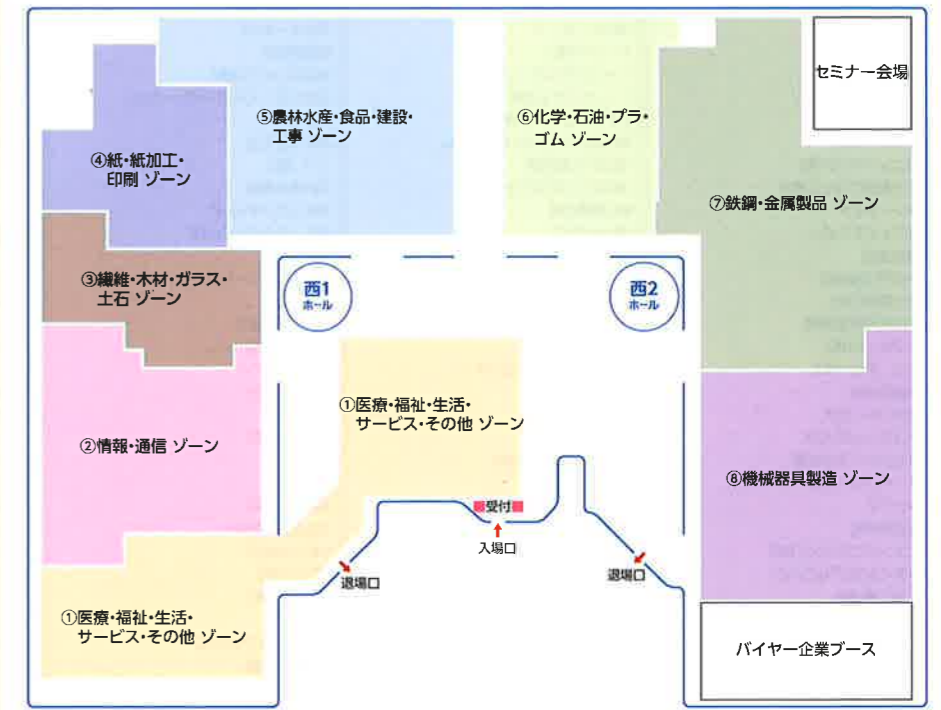 セミナー会場
⑤農林水産・食品・建設・
工事 ゾーン
⑥化学・石油・プラ・
ゴム ゾーン
④紙・紙加工・
印刷 ゾーン
⑦鉄鋼・金属製品 ゾーン
③繊維・木材・ガラス・
土石 ゾーン
西1
ホール
西2
ホール
①医療・福祉・生活・
サービス・その他 ゾーン
②情報・通信 ゾーン
⑧機械器具製造 ゾーン
受付
入場口
退場口
退場口
①医療・福祉・生活・
サービス・その他 ゾーン
バイヤー企業ブース